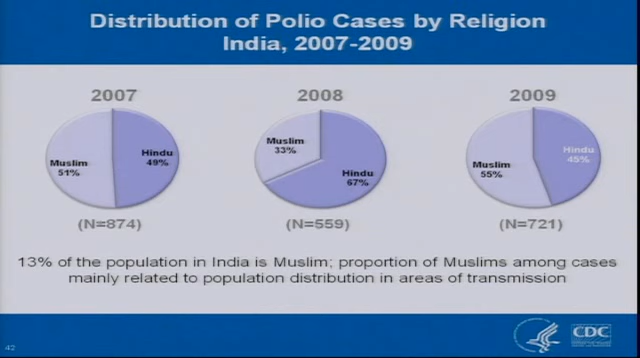 Distribution of Polio Cases by Religion
India, 2007-2009
2007
2008
2009
Muslim
51%
Hindu
49%
Muslim
33%
Hindu
67%
Muslim
55%
Hindu
45%
(N=874)
(N=559)
(N=721)
13% of the population in India is Muslim; proportion of Muslims among cases
mainly related to population distribution in areas of transmission
42
CDC